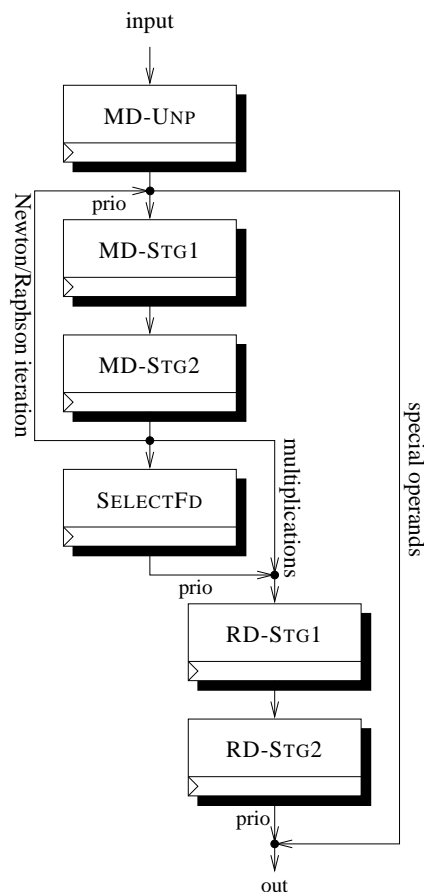 input
MD-UNP
prio
Newton/Raphson iteration
MD-STG1
MD-STG2
special operands
multiplications
SELECTFD
prio
RD-STG1
RD-STG2
prio
out